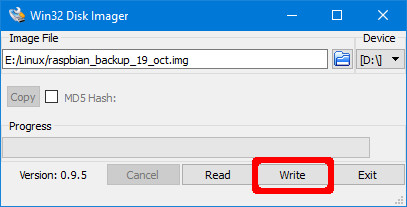 Win32 Disk Imager
Image File
Device
E:/Linux/raspbian_backup_19_oct.img
[D:\]
Copy
MD5 Hash:
Progress
Version: 0.9.5
Cancel
Read
Write
Exit